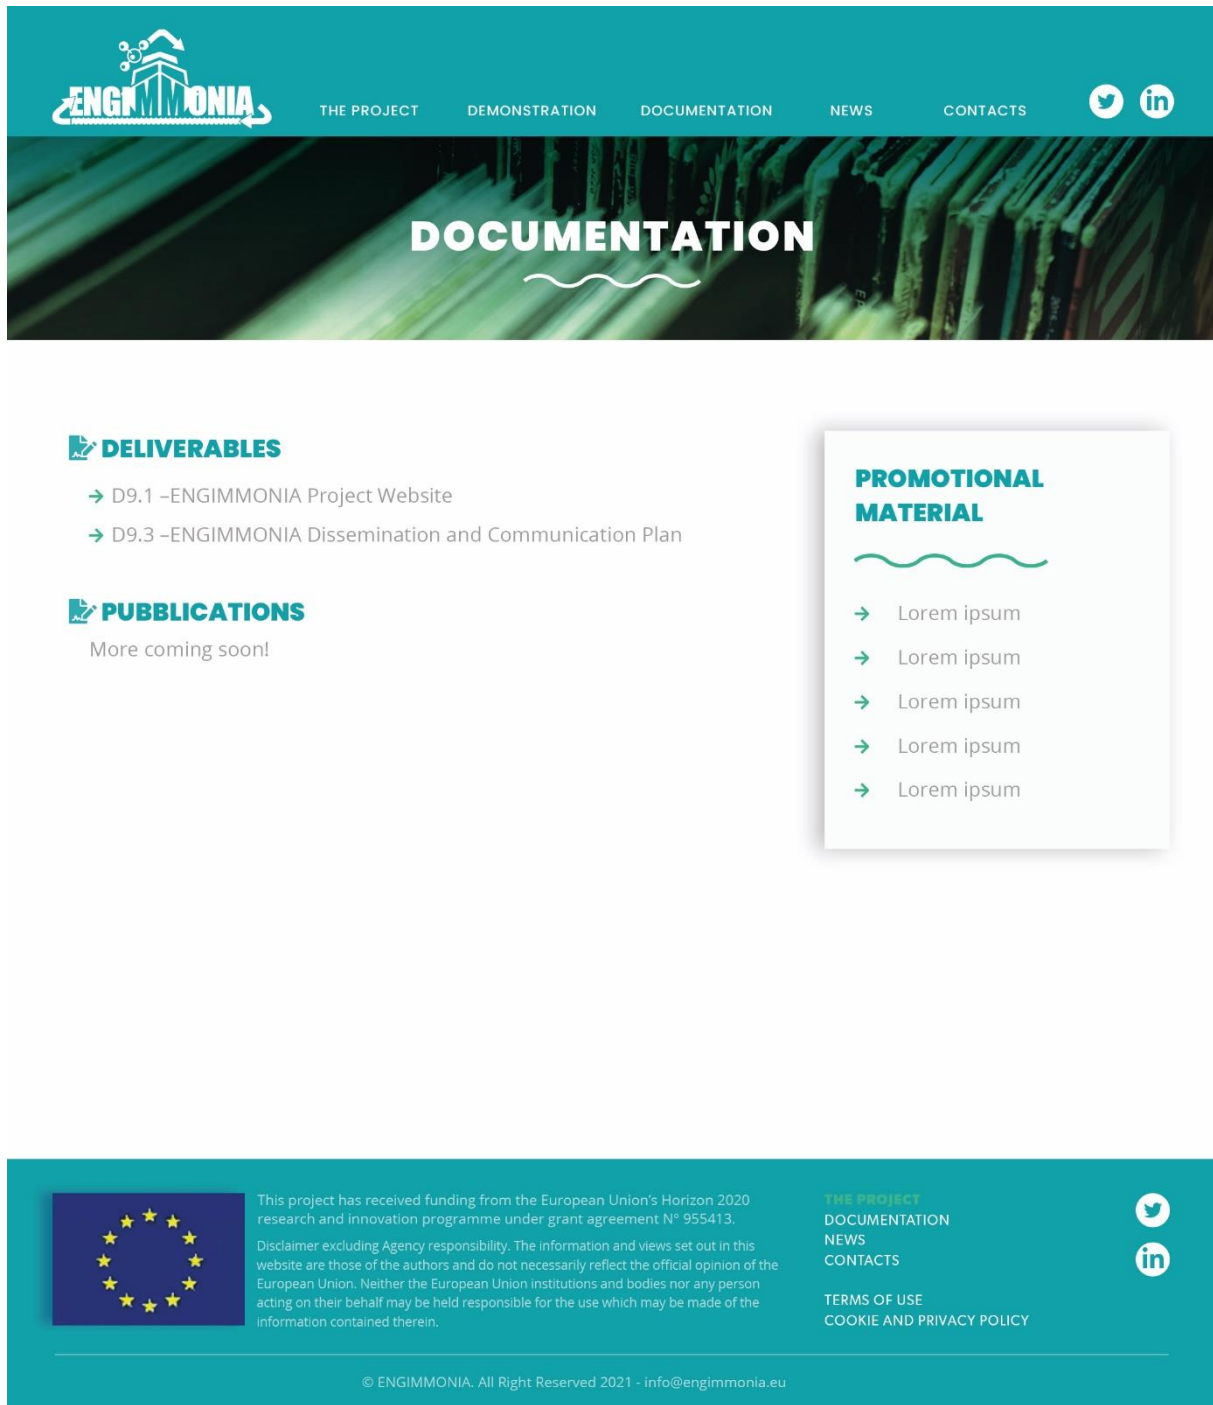 ENGIMMONIA
THE PROJECT DEMONSTRATION DOCUMENTATION NEWS CONTACTS
in
DOCUMENTATION
DELIVERABLES
D9.1 –ENGIMMONIA Project Website
D9.3 –ENGIMMONIA Dissemination and Communication Plan
PUBBLICATIONS
More coming soon!
PROMOTIONAL
MATERIAL
Lorem ipsum
Lorem ipsum
Lorem ipsum
Lorem ipsum
Lorem ipsum
This project has received funding from the European Union's Horizon 2020
research and innovation programme under grant agreement N° 955413.
Disclaimer excluding Agency responsibility. The information and views set out in this
website are those of the authors and do not necessarily reflect the official opinion of the
European Union. Neither the European Union institutions and bodies nor any person
acting on their behalf may be held responsible for the use which may be made of the
information contained therein.
THE PROJECT
DOCUMENTATION
NEWS
CONTACTS
TERMS OF USE
COOKIE AND PRIVACY POLICY
in
© ENGIMMONIA. All Right Reserved 2021 - info@engimmonia.eu